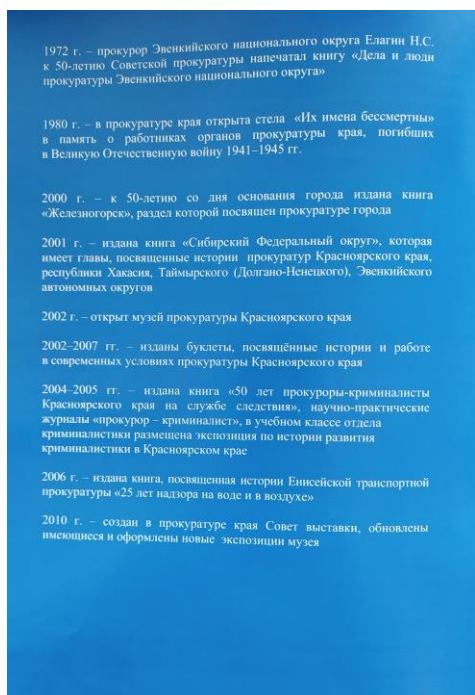 1972 г. – прокурор Эвенкийского национального округа Елагин Н.С.
к 50-летию Советской прокуратуры напечатал книгу «Дела и люди
прокуратуры Эвенкийского национального округа»
1980 г. – в прокуратуре края открыта стела «Их имена бессмертны»
в память о работниках органов прокуратуры края, погибших
в Великую Отечественную войну 1941–1945 гг.
2000 г. – к 50-летию со дня основания города издана книга
«Железногорск», раздел которой посвящен прокуратуре города
2001 г. – издана книга «Сибирский Федеральный округ», которая
имеет главы, посвященные истории прокуратур Красноярского края,
республики Хакасия, Таймырского (Долгано-Ненецкого), Эвенкийского
автономных округов
2002 г. – открыт музей прокуратуры Красноярского края
2002–2007 гг. – изданы буклеты, посвящённые истории и работе
в современных условиях прокуратуры Красноярского края
2004–2005 гг. – издана книга «50 лет прокуроры-криминалисты
Красноярского края на службе следствия», научно-практические
журналы «прокурор – криминалист», в учебном классе отдела
криминалистики размещена экспозиция по истории развития
криминалистики в Красноярском крае
2006 г. – издана книга, посвященная истории Енисейской транспортной
прокуратуры «25 лет надзора на воде и в воздухе»
2010 г. – создан в прокуратуре края Совет выставки, обновлены
имеющиеся и оформлены новые экспозиции музея